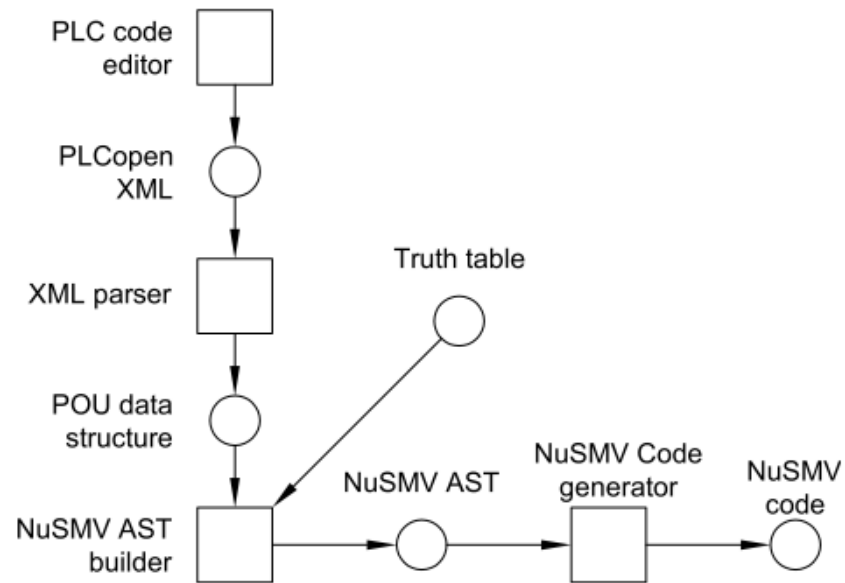 PLC code
editor
PLCopen
XML
XML parser
Truth table
POU data
structure
NuSMV AST
builder
NuSMV AST
NuSMV Code
generator
NuSMV
code